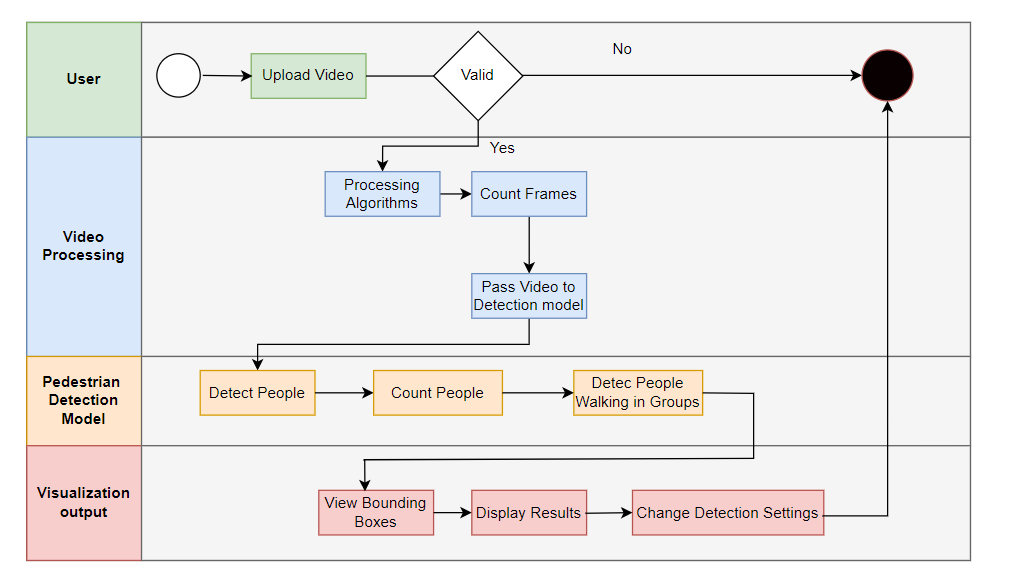 User
Upload Video
Valid
No
Yes
Video
Processing
Processing
Algorithms
Count Frames
Pass Video to
Detection model
Pedestrian
Detection
Model
Detect People
Count People
Detec People
Walking in Groups
Visualization
output
View Bounding
Boxes
Display Results
Change Detection Settings